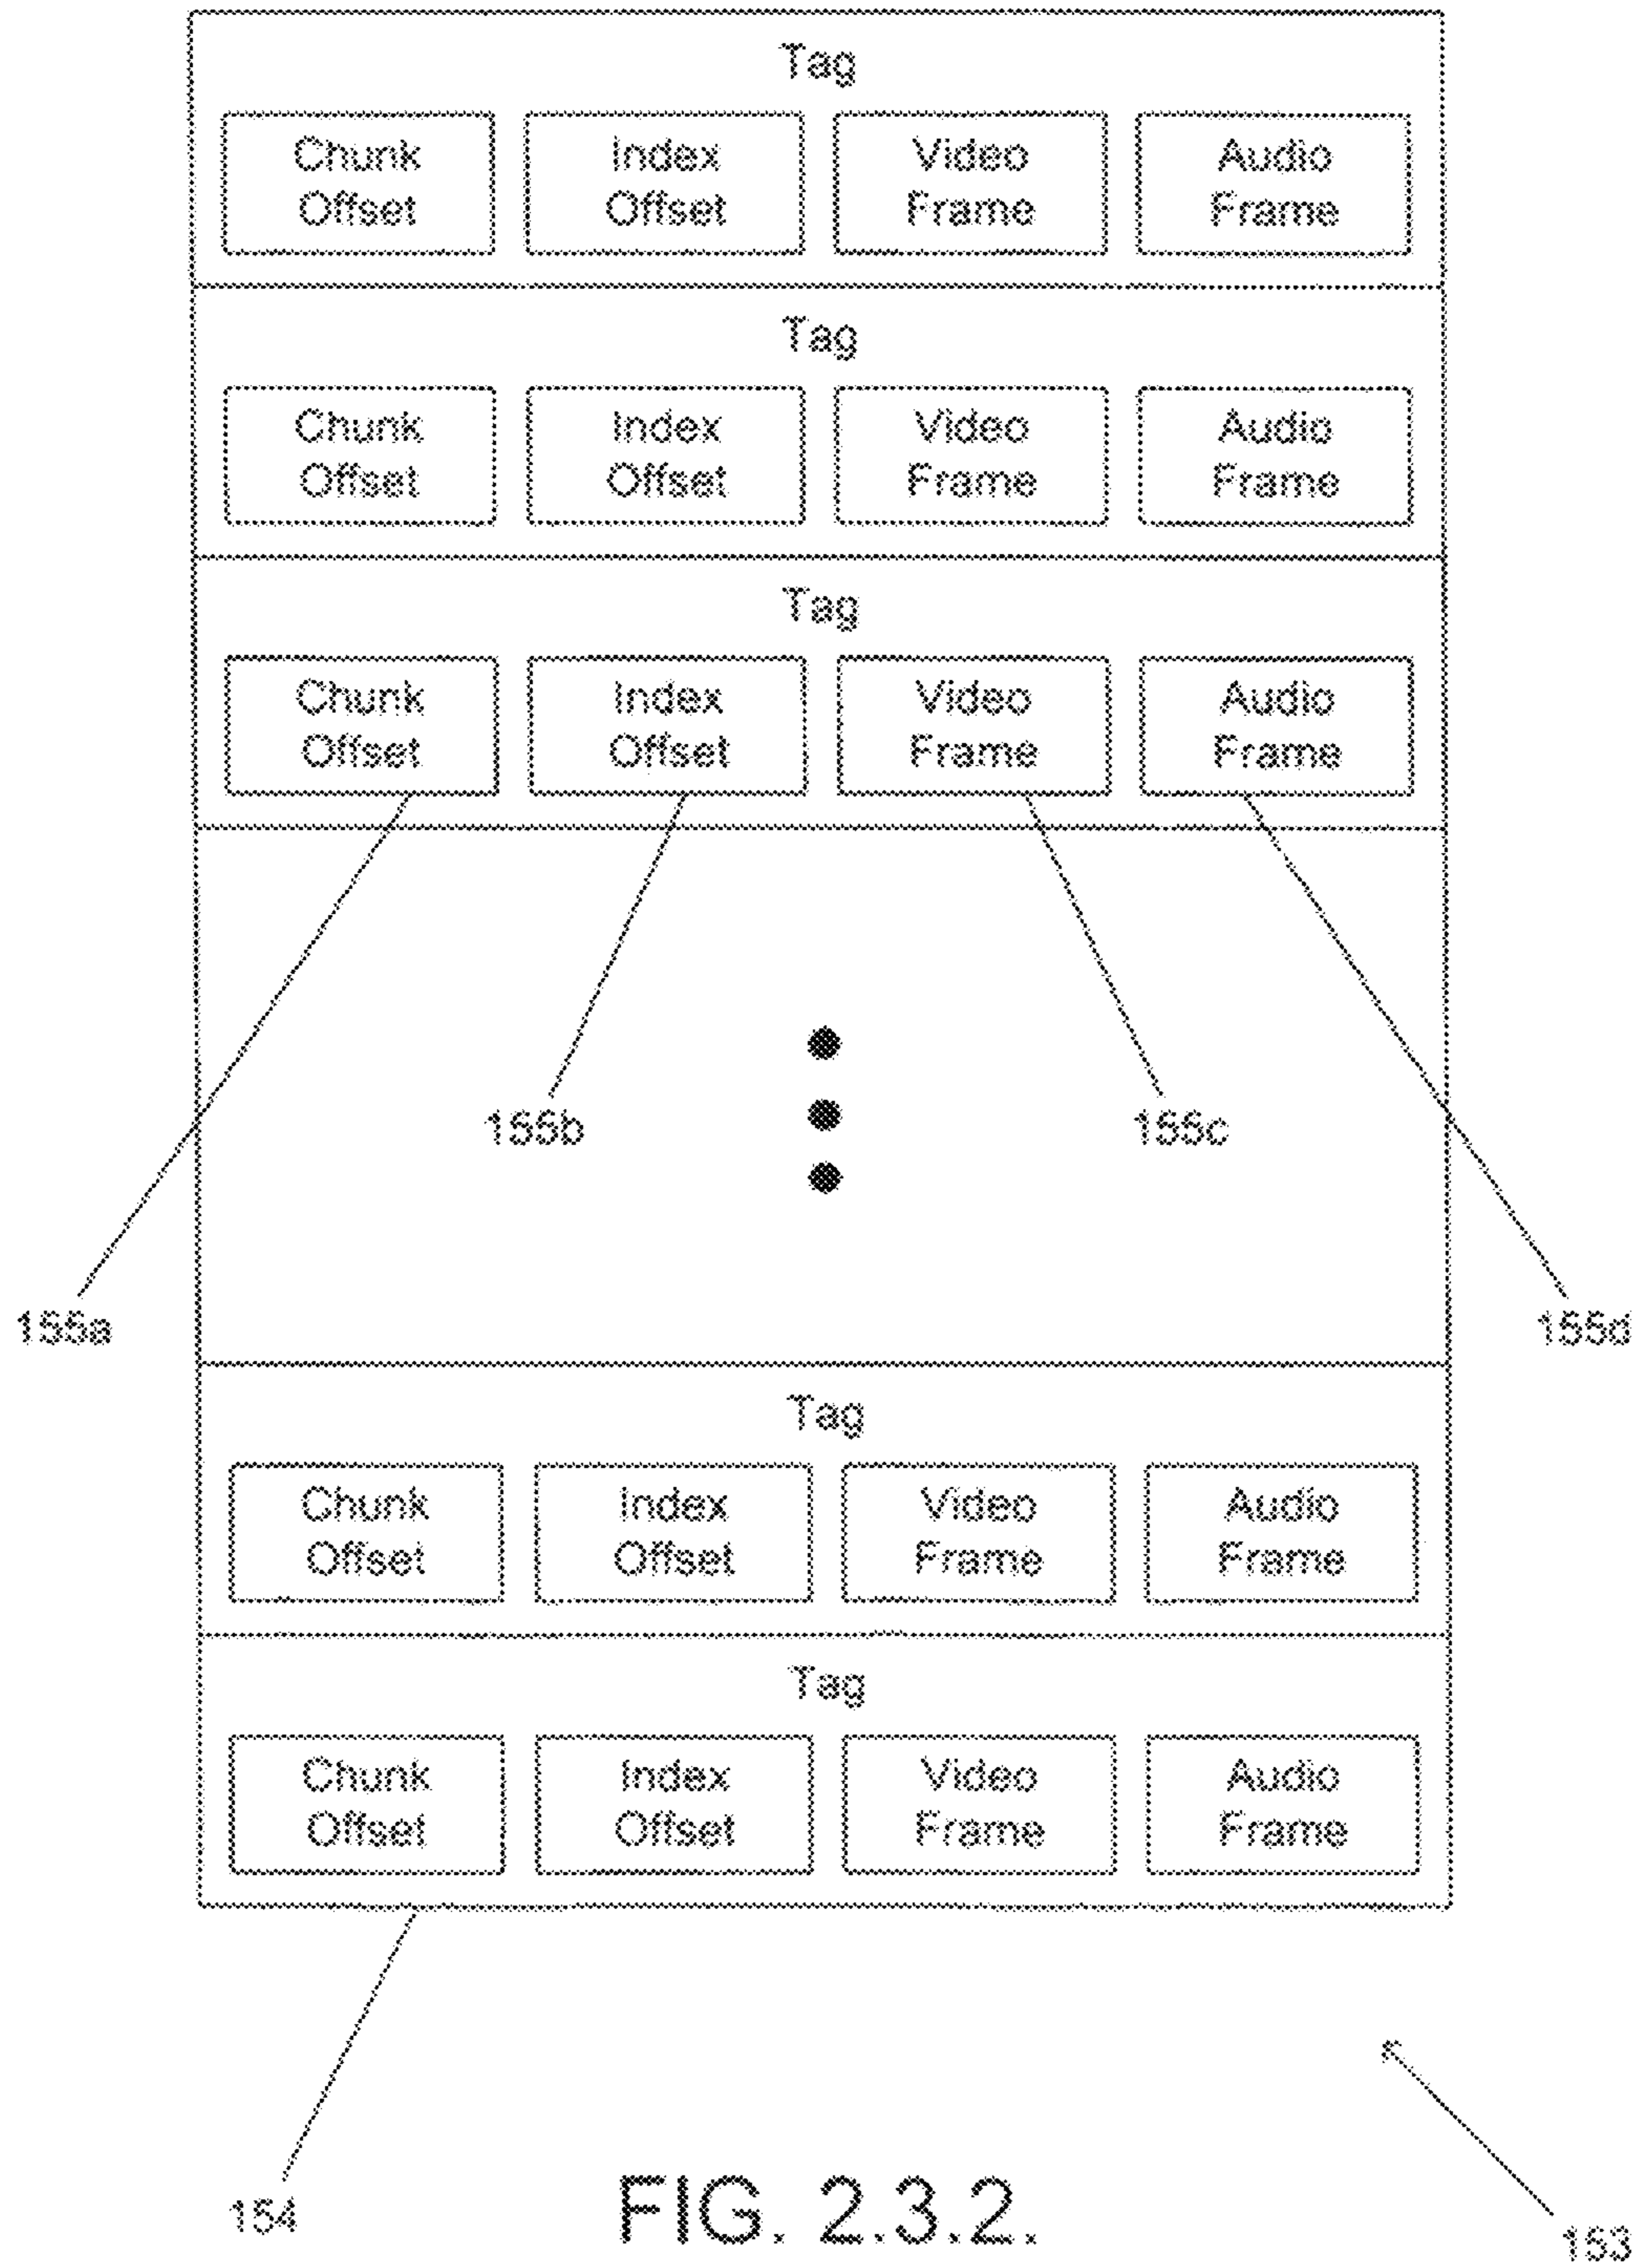 Tag
Chunk Offset
Index Offset
Video Frame
Audio Frame
Tag
Chunk Offset
Index Offset
Video Frame
Audio Frame
Tag
Chunk Offset
Index Offset
Video Frame
Audio Frame
155b
155c
155a
155d
Tag
Chunk Offset
Index Offset
Video Frame
Audio Frame
Tag
Chunk Offset
Index Offset
Video Frame
Audio Frame
154
FIG. 2.3.2.
153